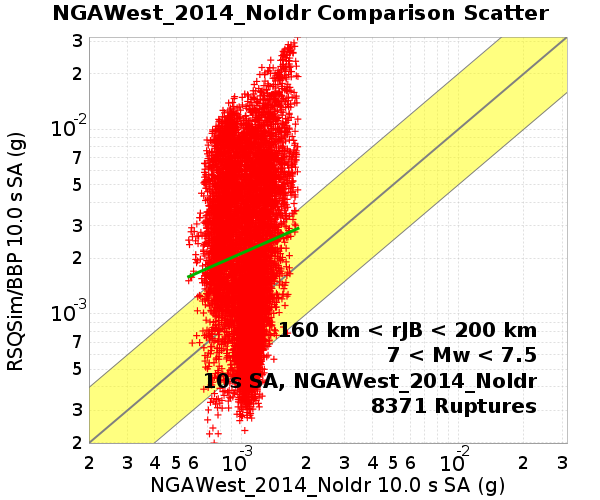 NGAWest_2014_NoIdr Comparison Scatter
3
2
10-2
7
5
3
2
10-3
7
5
3
2
RSQSim/BBP 10.0 s SA (g)
160 km < rJB < 200 km
7 < Mw < 7.5
10s SA, NGAWest_2014_NoIdr
8371 Ruptures
2 3 4 5 6 10-3 2 3 4 5 6 10-2 2 3
NGAWest_2014_NoIdr 10.0 s SA (g)